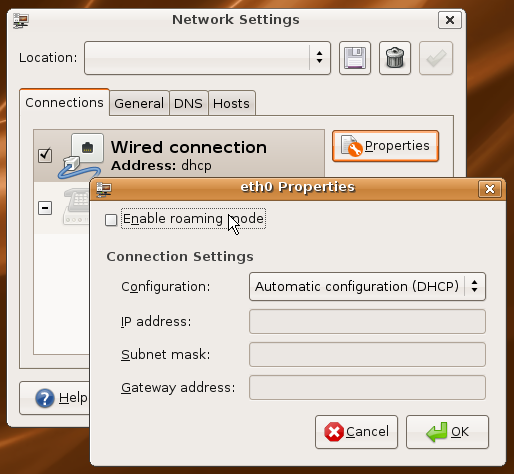 Network Settings
Location:
Connections General DNS Hosts
Wired connection
Address: dhcp
Properties
eth0 Properties
Enable roaming mode
Connection Settings
Configuration: Automatic configuration (DHCP)
IP address:
Subnet mask:
Gateway address:
Help
Cancel OK